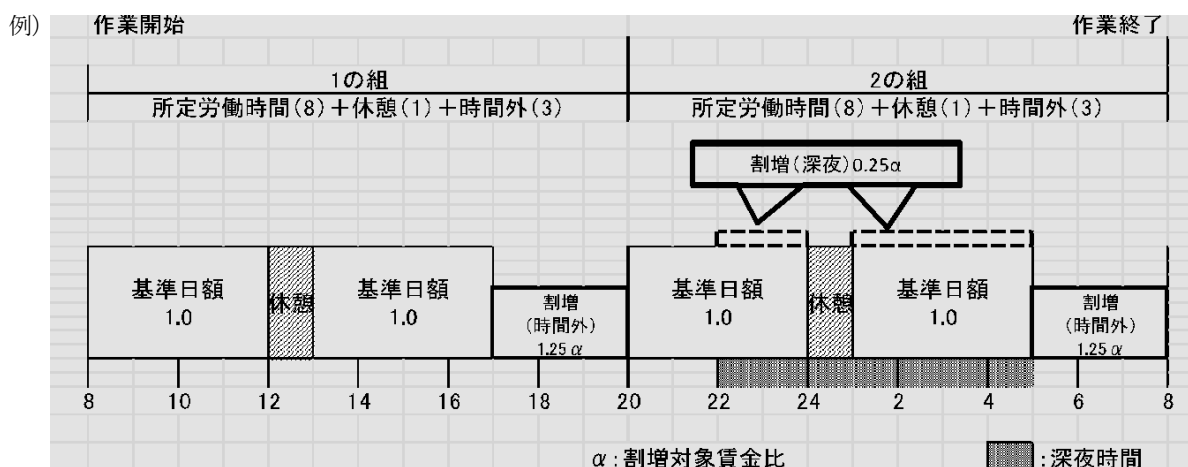 例)
作業開始
作業終了
1の組
2の組
所定労働時間(8)+休憩(1)+時間外(3)
所定労働時間(8)+休憩(1)+時間外(3)
割増(深夜)0.25α
基準日額
1.0
休憩
基準日額
1.0
割増
(時間外)
1.25α
基準日額
1.0
休憩
基準日額
1.0
割増
(時間外)
1.25α
8 10 12 14 16 18 20 22 24 2 4 6 8
α:割増対象賃金比
:深夜時間